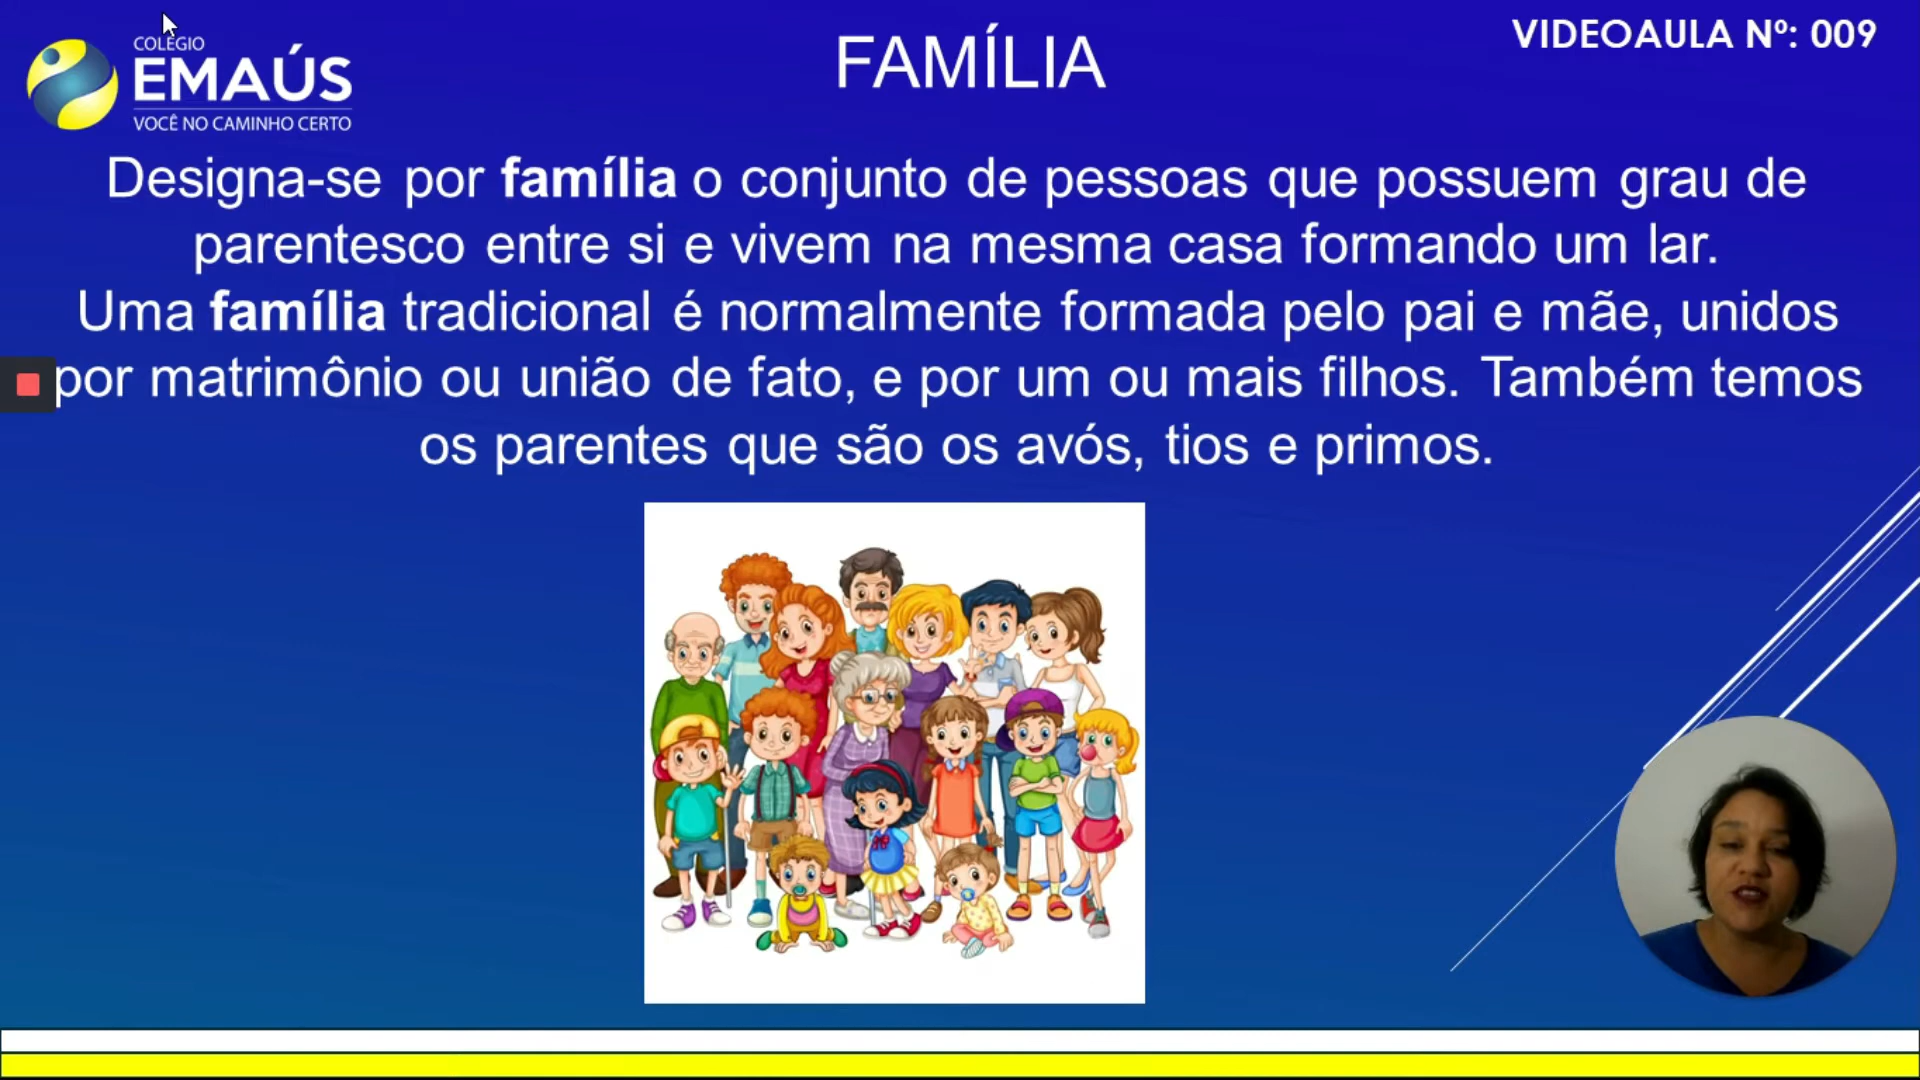 COLÉGIO
EMAÚS
VOCÊ NO CAMINHO CERTO
FAMÍLIA
VIDEOAULA Nº: 009
Designa-se por família o conjunto de pessoas que possuem grau de
parentesco entre si e vivem na mesma casa formando um lar.
Uma família tradicional é normalmente formada pelo pai e mãe, unidos
por matrimônio ou união de fato, e por um ou mais filhos. Também temos
os parentes que são os avós, tios e primos.